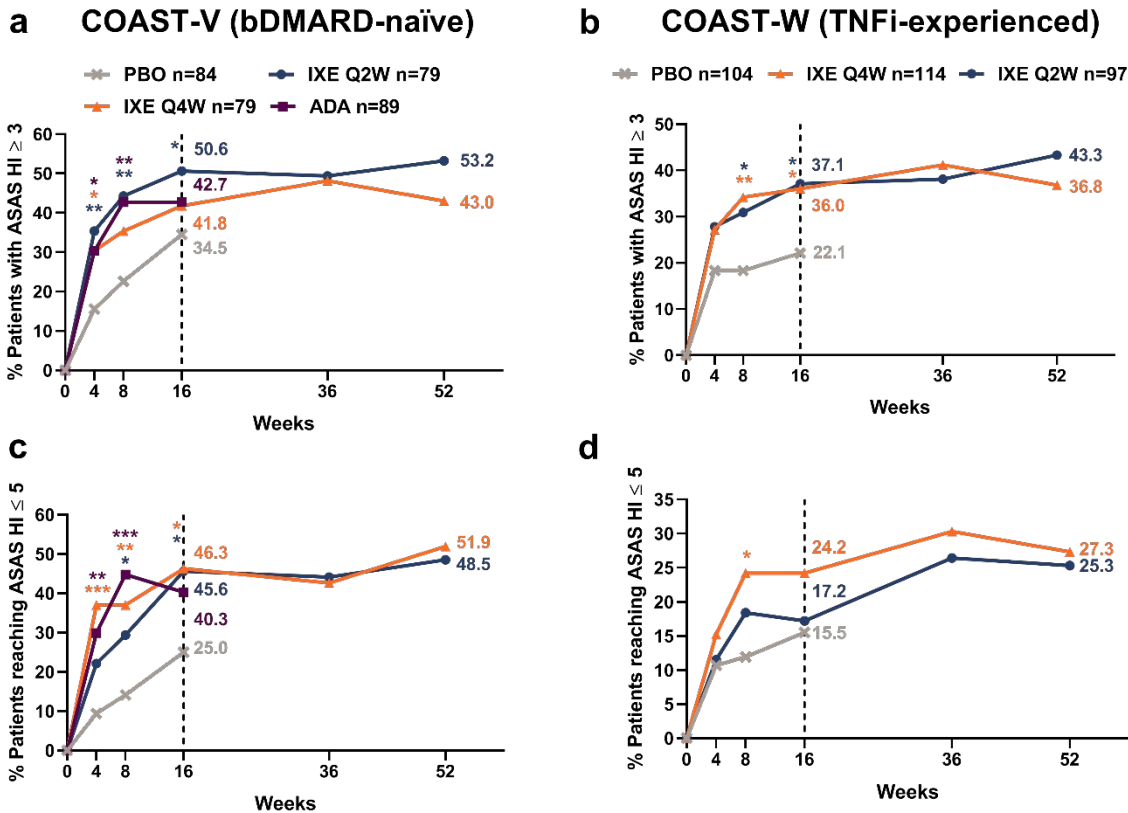 a COAST-V (bDMARD-naïve)
PBO n=84 IXE Q2W n=79
IXE Q4W n=79 ADA n=89
% Patients with ASAS HI ≥ 3
60
50
40
30
20
10
0
* * **
** **
*
50.6
42.7
41.8
34.5
53.2
43.0
0 4 8 16 36 52
Weeks
b COAST-W (TNFi-experienced)
PBO n=104 IXE Q4W n=114 IXE Q2W n=97
% Patients with ASAS HI ≥ 3
50
40
30
20
10
0
* **
* *
37.1
36.0
22.1
43.3
36.8
0 4 8 16 36 52
Weeks
c
% Patients reaching ASAS HI ≤ 5
60
50
40
30
20
10
0
** ***
*** ** *
* *
46.3
45.6
40.3
25.0
51.9
48.5
0 4 8 16 36 52
Weeks
d
% Patients reaching ASAS HI ≤ 5
35
30
25
20
15
10
5
0
*
24.2
17.2
15.5
27.3
25.3
0 4 8 16 36 52
Weeks